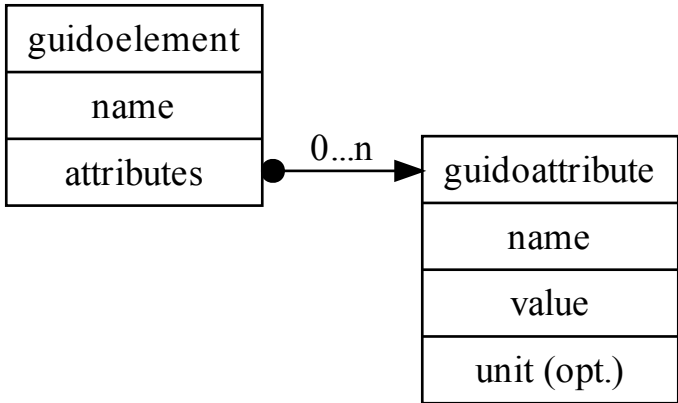 guidoelement
name
attributes
0...n
guidoattribute
name
value
unit (opt.)